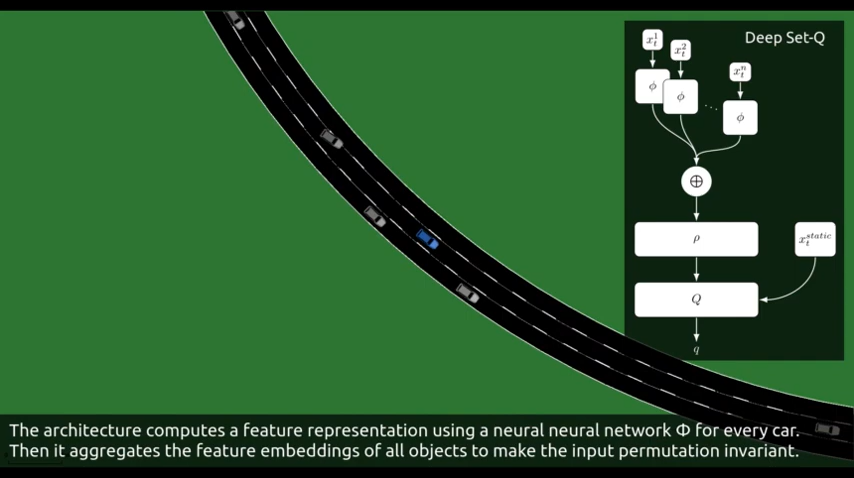 Deep Set-Q
x_t^1
x_t^2
x_t^n
ϕ
ϕ
...
ϕ
⊕
ρ
x_t^{static}
Q
q
The architecture computes a feature representation using a neural neural network Φ for every car.
Then it aggregates the feature embeddings of all objects to make the input permutation invariant.